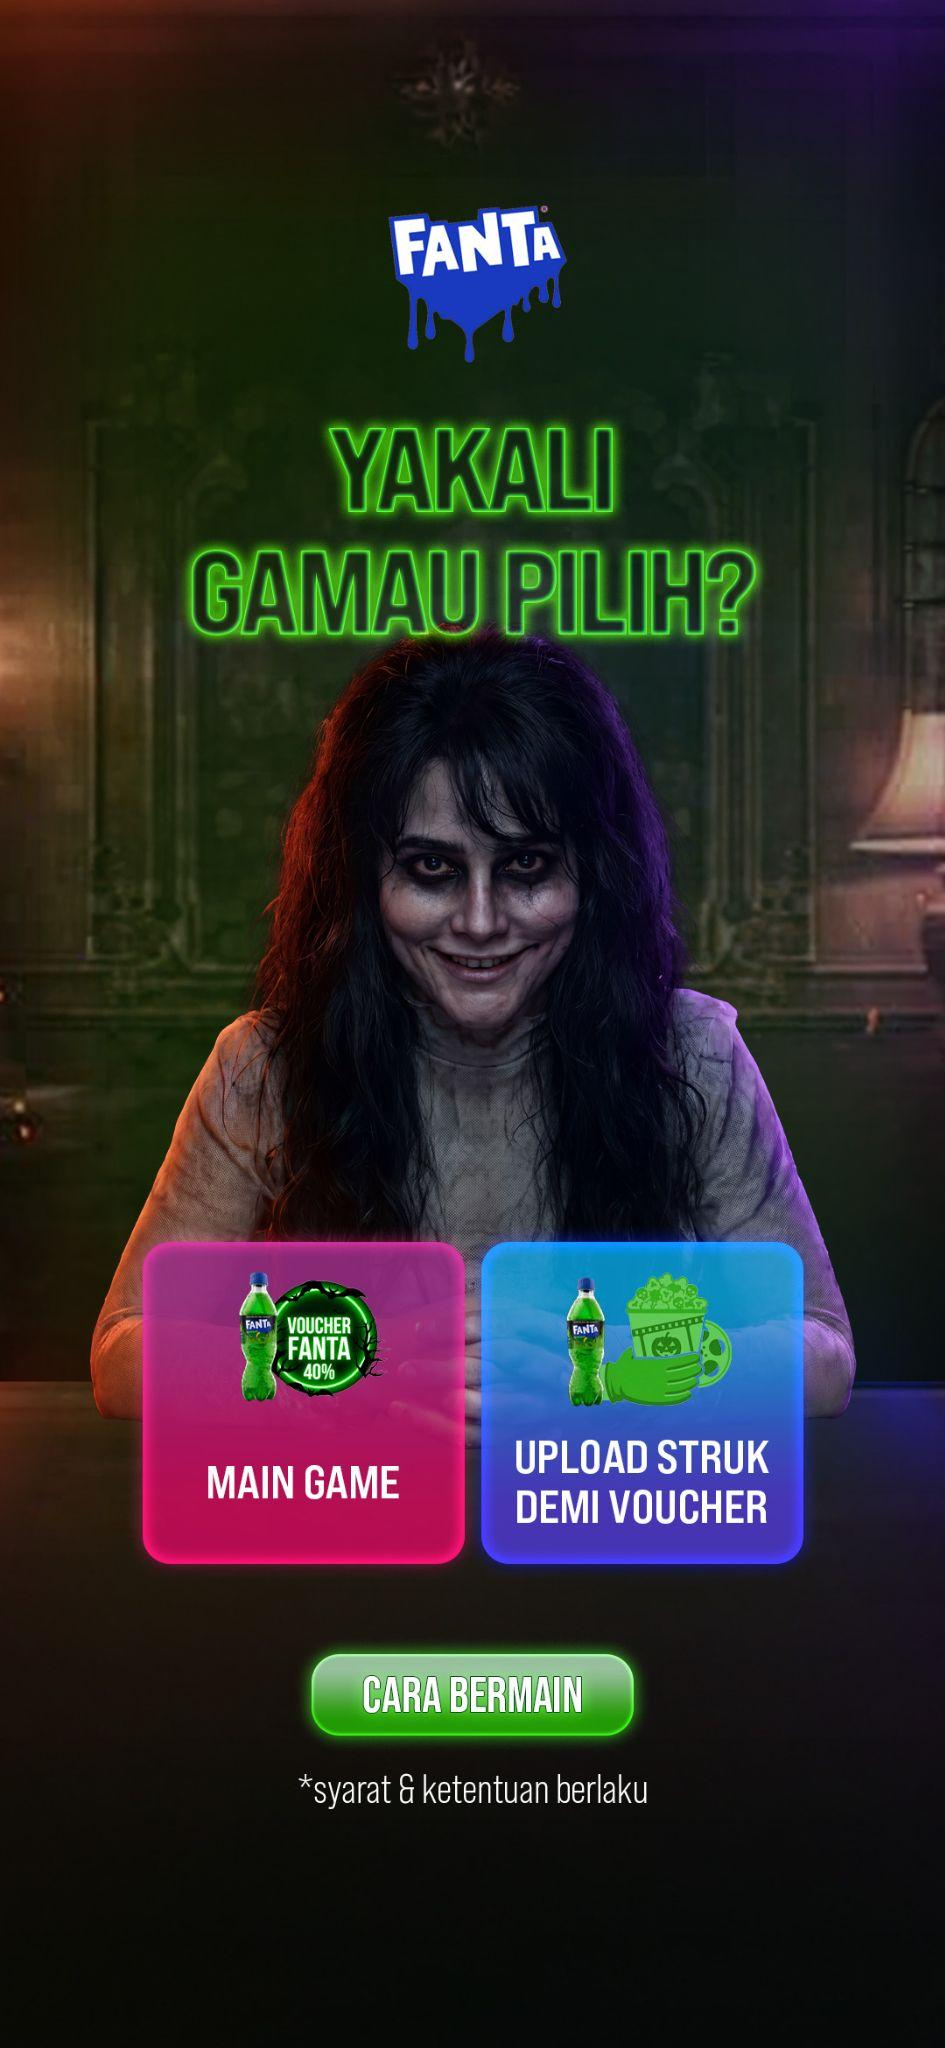 FANTA
YAKALI
GAMAU PILIH?
FANTA
VOUCHER
FANTA
40%
MAIN GAME
FANTA
UPLOAD STRUK
DEMI VOUCHER
CARA BERMAIN
*syarat & ketentuan berlaku